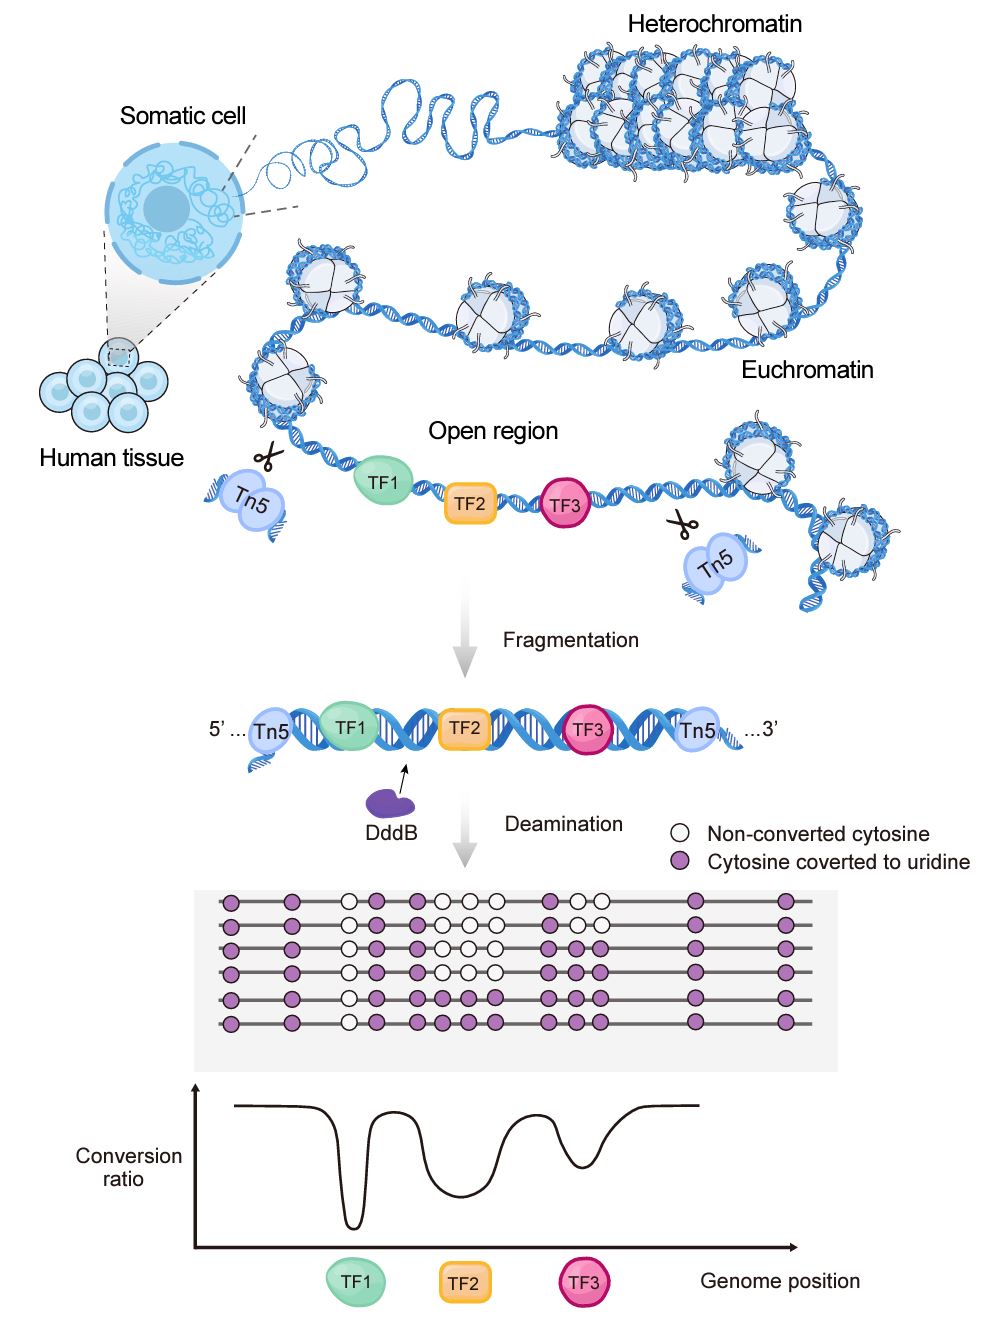 Heterochromatin
Somatic cell
Euchromatin
Human tissue
Open region
TF1
TF2
TF3
Tn5
Tn5
Fragmentation
5’ ...
Tn5
TF1
TF2
TF3
Tn5
...3’
DddB
Deamination
Non-converted cytosine
Cytosine coverted to uridine
Conversion
ratio
TF1
TF2
TF3
Genome position